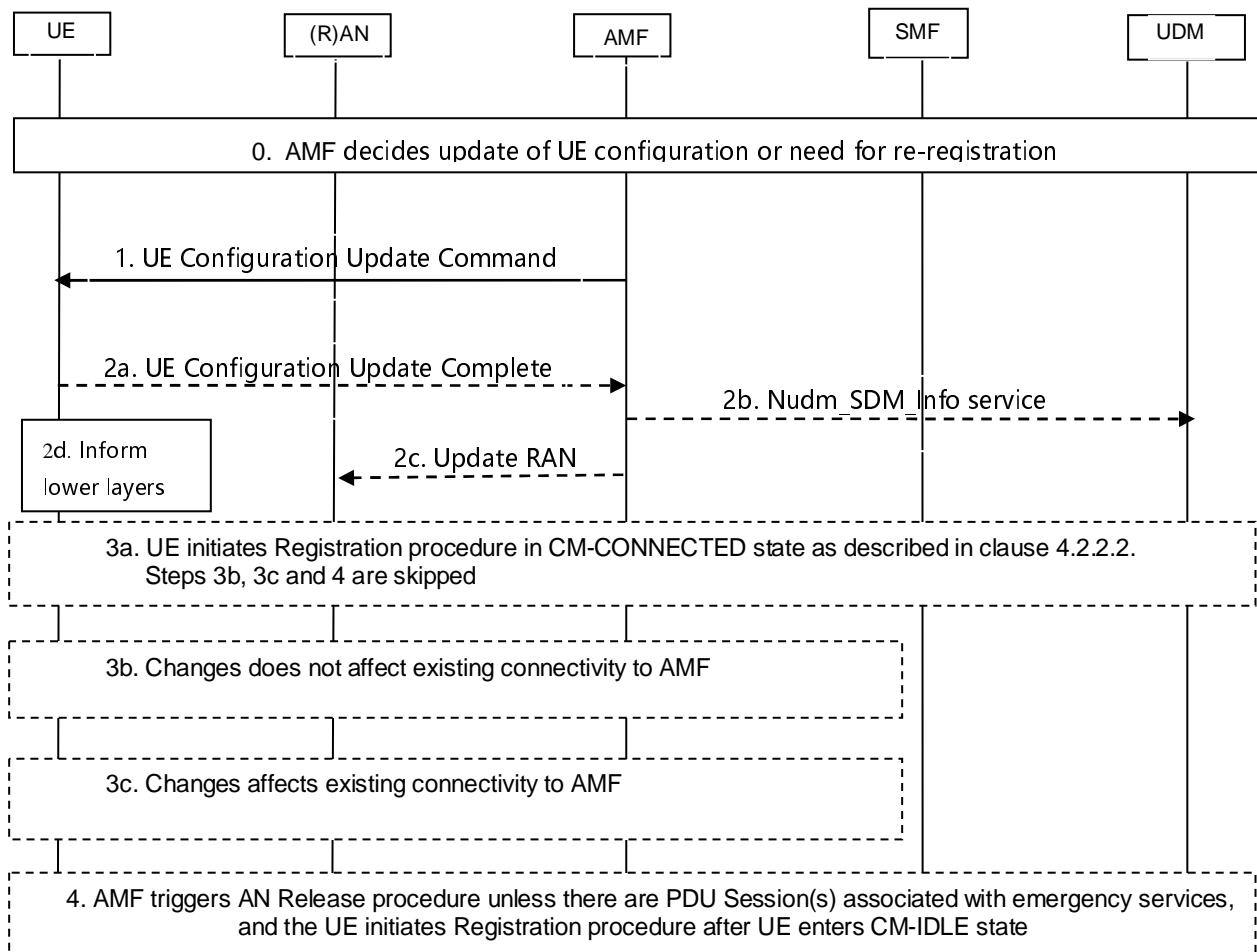 UE
(R)AN
AMF
SMF
UDM
0. AMF decides update of UE configuration or need for re-registration
1. UE Configuration Update Command
2a. UE Configuration Update Complete
2b. Nudm_SDM_Info service
2d. Inform
lower layers
2c. Update RAN
3a. UE initiates Registration procedure in CM-CONNECTED state as described in clause 4.2.2.2.
Steps 3b, 3c and 4 are skipped
3b. Changes does not affect existing connectivity to AMF
3c. Changes affects existing connectivity to AMF
4. AMF triggers AN Release procedure unless there are PDU Session(s) associated with emergency services,
and the UE initiates Registration procedure after UE enters CM-IDLE state